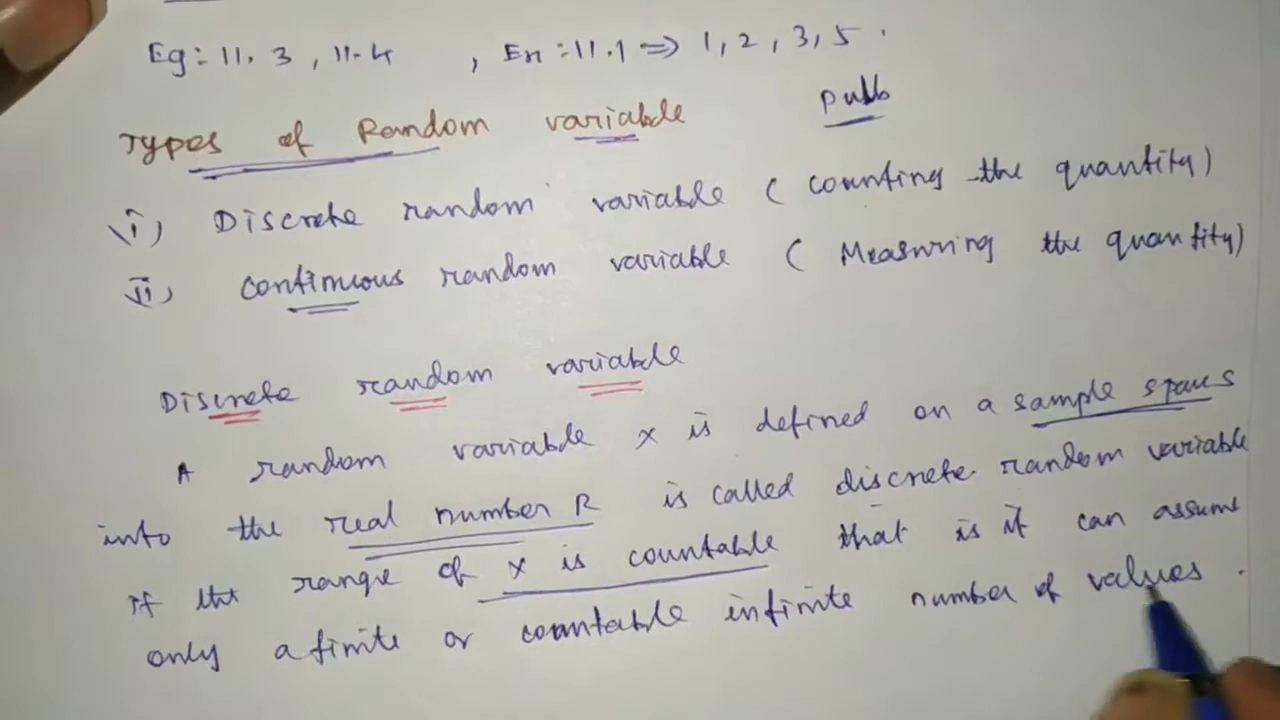 Eg: 11.3, 11.4 , Ex: 11.1 ⇒ 1, 2, 3, 5.
Types of Random variable
i) Discrete random variable ( counting the quantity)
ii) continuous random variable ( Measuring the quantity)
Discrete random variable
A random variable X is defined on a sample spaces
into the real number R is called discrete random variable
if the range of X is countable that is it can assume
only a finite or countable infinite number of values.